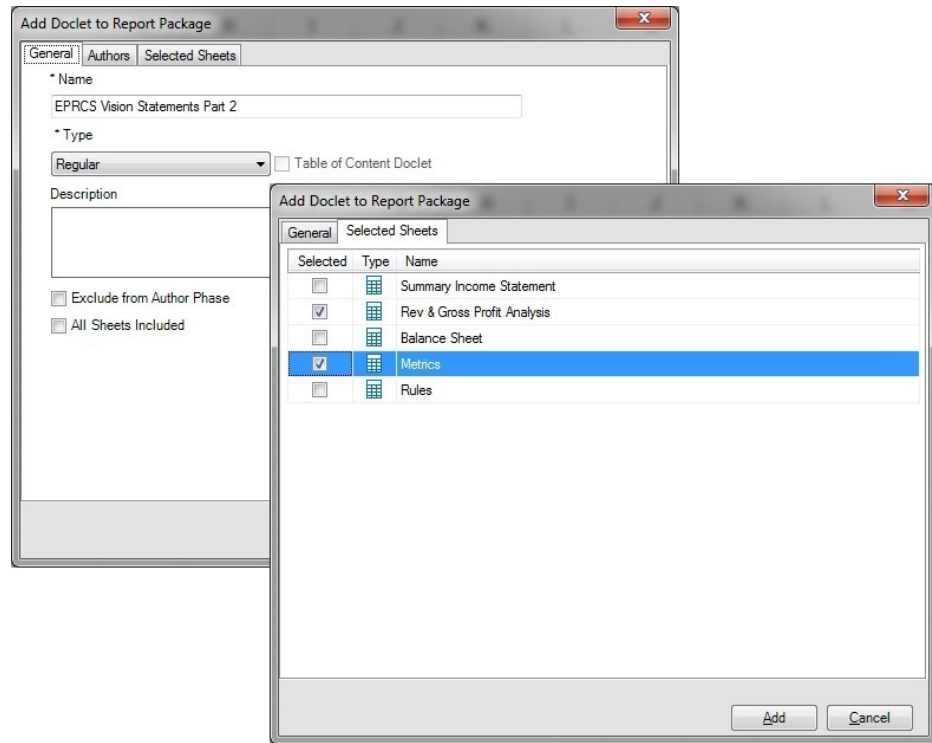 Add Doclet to Report Package
General Authors Selected Sheets
* Name
EPRCS Vision Statements Part 2
* Type
Regular Table of Content Doclet
Description
Exclude from Author Phase
All Sheets Included
Add Doclet to Report Package
General Selected Sheets
Selected Type Name
Summary Income Statement
Rev & Gross Profit Analysis
Balance Sheet
Metrics
Rules
Add Cancel